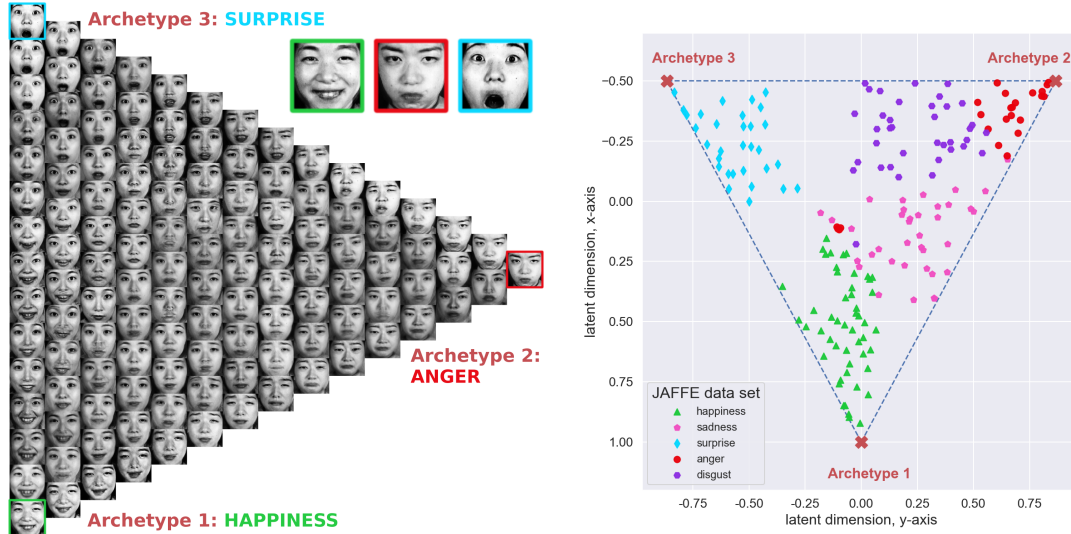 Archetype 3: SURPRISE
Archetype 2:
ANGER
Archetype 1: HAPPINESS
Archetype 3
Archetype 2
−0.50
−0.25
0.00
0.25
0.50
0.75
1.00
latent dimension, x-axis
JAFFE data set
happiness
sadness
surprise
anger
disgust
Archetype 1
-0.75
-0.50
-0.25
0.00
0.25
0.50
0.75
latent dimension, y-axis